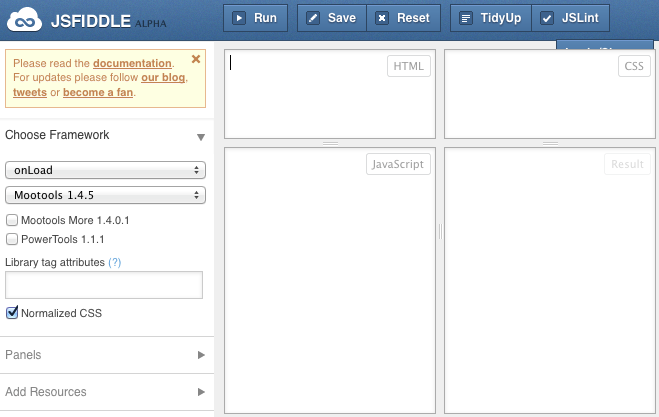 JSFIDDLE ALPHA
Run Save Reset TidyUp JSLint
Please read the documentation.
For updates please follow our blog,
tweets or become a fan.
Choose Framework
onLoad
Mootools 1.4.5
Mootools More 1.4.0.1
PowerTools 1.1.1
Library tag attributes (?)
Normalized CSS
Panels
Add Resources
HTML
CSS
JavaScript
Result